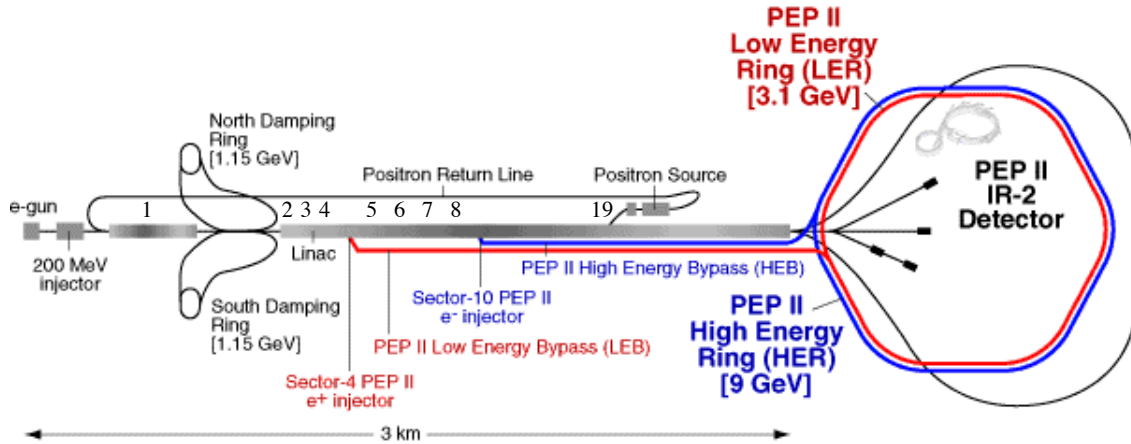 PEP II
Low Energy
Ring (LER)
[3.1 GeV]
North Damping
Ring
[1.15 GeV]
Positron Return Line
Positron Source
e-gun
1
2 3 4 5 6 7 8 19
Linac
200 MeV
injector
PEP II
IR-2
Detector
PEP II High Energy Bypass (HEB)
South Damping
Ring
[1.15 GeV]
Sector-10 PEP II
e- injector
PEP II Low Energy Bypass (LEB)
PEP II
High Energy
Ring (HER)
[9 GeV]
Sector-4 PEP II
e+ injector
3 km